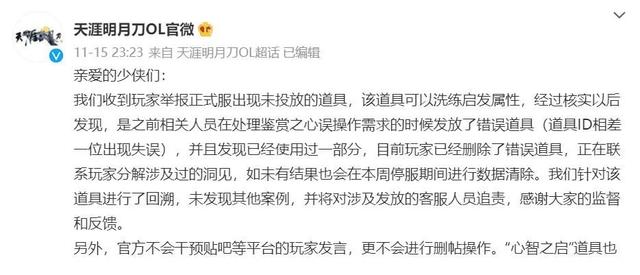 天涯明月刀OL官微
11-15 23:23 来自 天涯明月刀OL超话 已编辑
亲爱的少侠们：
我们收到玩家举报正式服出现未投放的道具，该道具可以洗练启发属性，经过核实以后
发现，是之前相关人员在处理鉴赏之心误操作需求的时候发放了错误道具（道具ID相差
一位出现失误），并且发现已经使用过一部分，目前玩家已经删除了错误道具，正在联
系玩家分解涉及过的洞见，如未有结果也会在本周停服期间进行数据清除。我们针对该
道具进行了回溯，未发现其他案例，并将对涉及发放的客服人员追责，感谢大家的监督
和反馈。
另外，官方不会干预贴吧等平台的玩家发言，更不会进行删帖操作。“心智之启”道具也